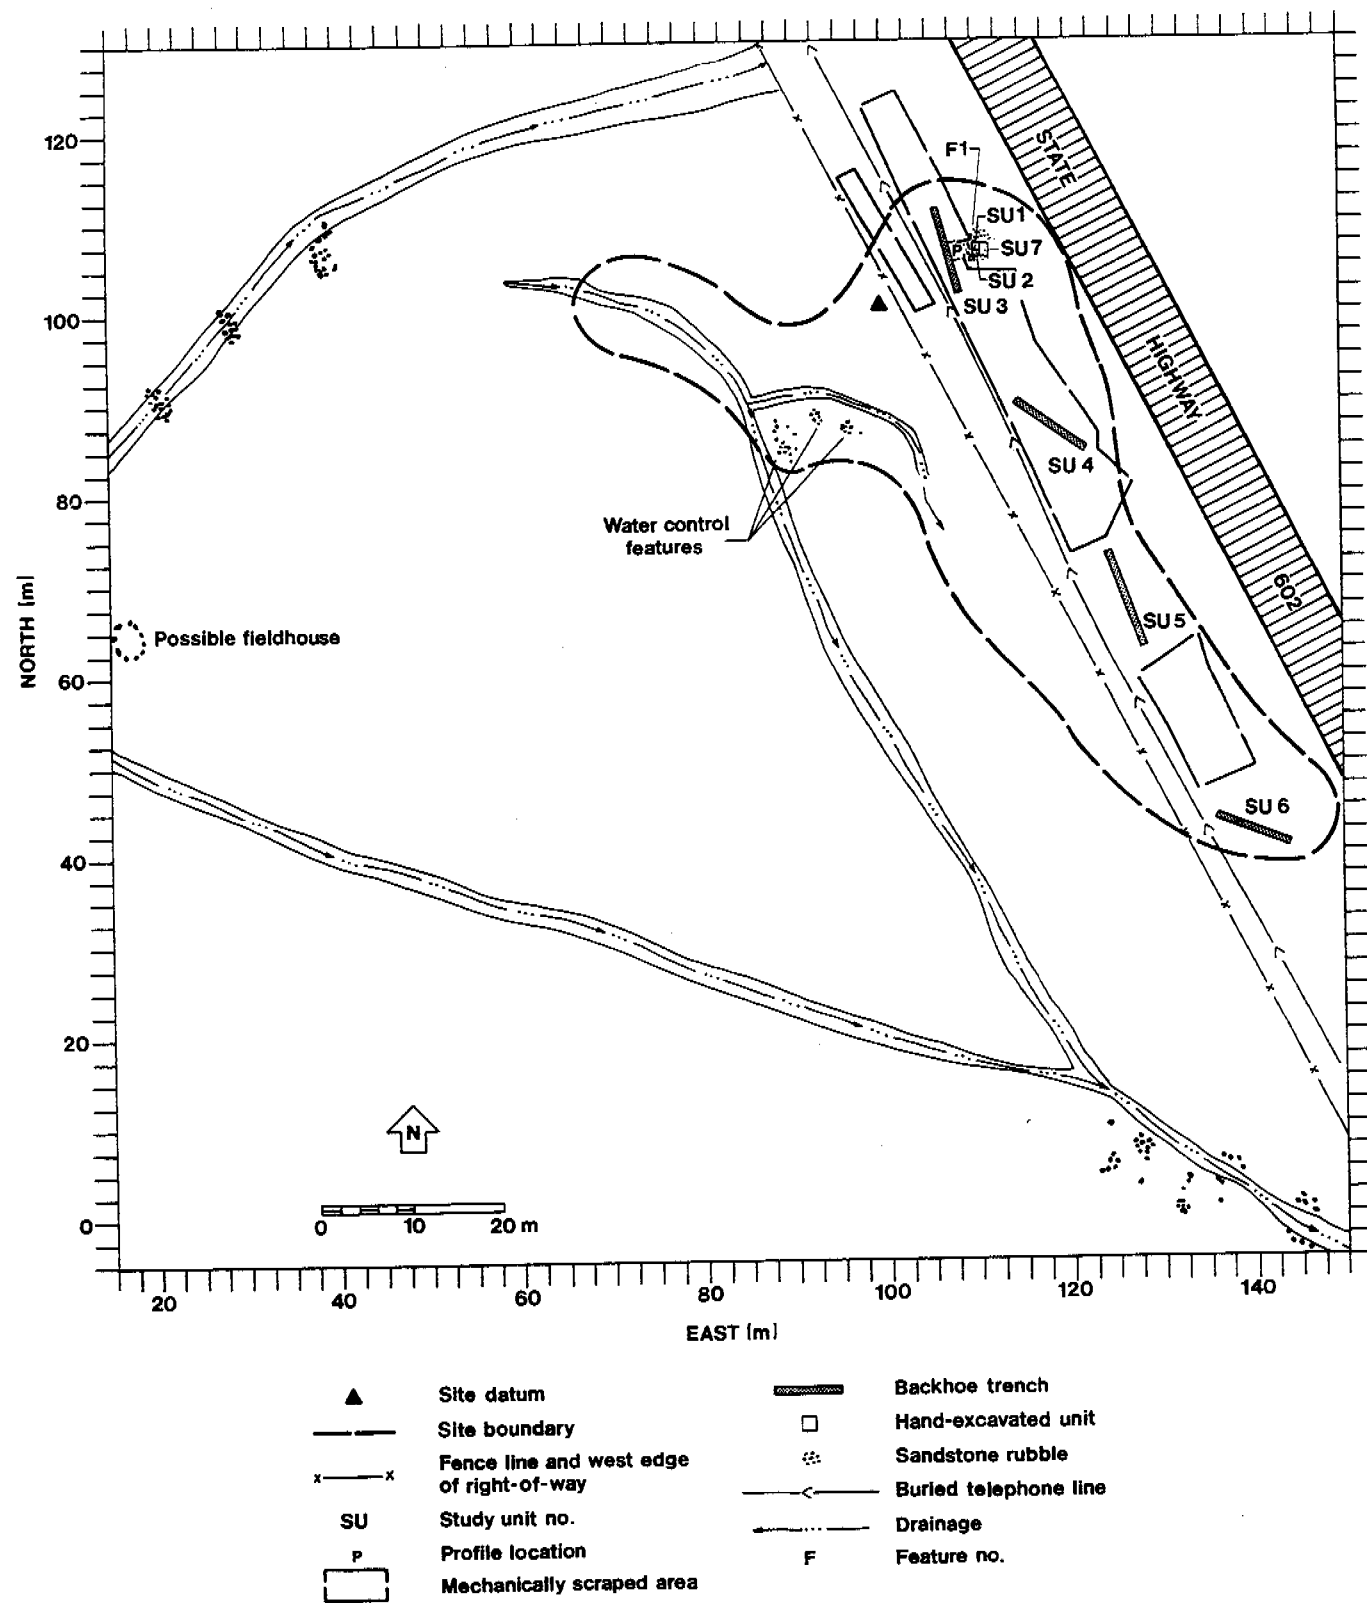 120
100
80
60
40
20
0
NORTH (m)
20
40
60
80
100
120
140
EAST (m)
STATE
HIGHWAY
602
F1
SU1
P
SU7
SU 2
SU 3
SU 4
SU 5
SU 6
Water control
features
Possible fieldhouse
N
0
10
20 m
Site datum
Site boundary
Fence line and west edge
of right-of-way
SU
Study unit no.
P
Profile location
Mechanically scraped area
Backhoe trench
Hand-excavated unit
Sandstone rubble
Buried telephone line
Drainage
F
Feature no.